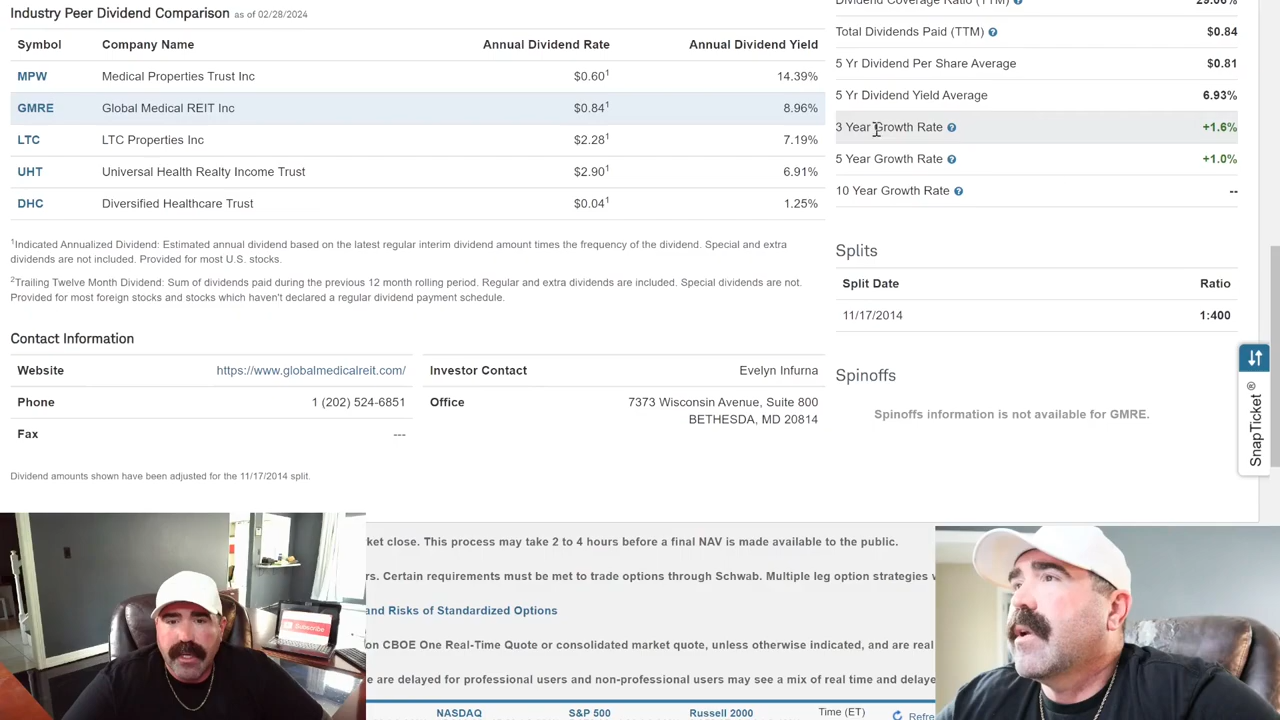 Industry Peer Dividend Comparison as of 02/28/2024
Symbol Company Name Annual Dividend Rate Annual Dividend Yield
MPW Medical Properties Trust Inc $0.60¹ 14.39%
GMRE Global Medical REIT Inc $0.84¹ 8.96%
LTC LTC Properties Inc $2.28¹ 7.19%
UHT Universal Health Realty Income Trust $2.90¹ 6.91%
DHC Diversified Healthcare Trust $0.04¹ 1.25%
¹Indicated Annualized Dividend: Estimated annual dividend based on the latest regular interim dividend amount times the frequency of the dividend. Special and extra
dividends are not included. Provided for most U.S. stocks.
²Trailing Twelve Month Dividend: Sum of dividends paid during the previous 12 month rolling period. Regular and extra dividends are included. Special dividends are not.
Provided for most foreign stocks and stocks which haven't declared a regular dividend payment schedule.
Contact Information
Website https://www.globalmedicalreit.com/
Phone 1 (202) 524-6851
Fax ---
Investor Contact Evelyn Infurna
Office 7373 Wisconsin Avenue, Suite 800
BETHESDA, MD 20814
Dividend amounts shown have been adjusted for the 11/17/2014 split.
Dividend Coverage Ratio (TTM) 29.06%
Total Dividends Paid (TTM) $0.84
5 Yr Dividend Per Share Average $0.81
5 Yr Dividend Yield Average 6.93%
3 Year Growth Rate +1.6%
5 Year Growth Rate +1.0%
10 Year Growth Rate --
Splits
Split Date Ratio
11/17/2014 1:400
Spinoffs
Spinoffs information is not available for GMRE.
SnapTicket®
ket close. This process may take 2 to 4 hours before a final NAV is made available to the public.
rs. Certain requirements must be met to trade options through Schwab. Multiple leg option strategies
and Risks of Standardized Options
on CBOE One Real-Time Quote or consolidated market quote, unless otherwise indicated, and are real
e are delayed for professional users and non-professional users may see a mix of real time and delaye
NASDAQ S&P 500 Russell 2000 Time (ET) Refre
Subscribe